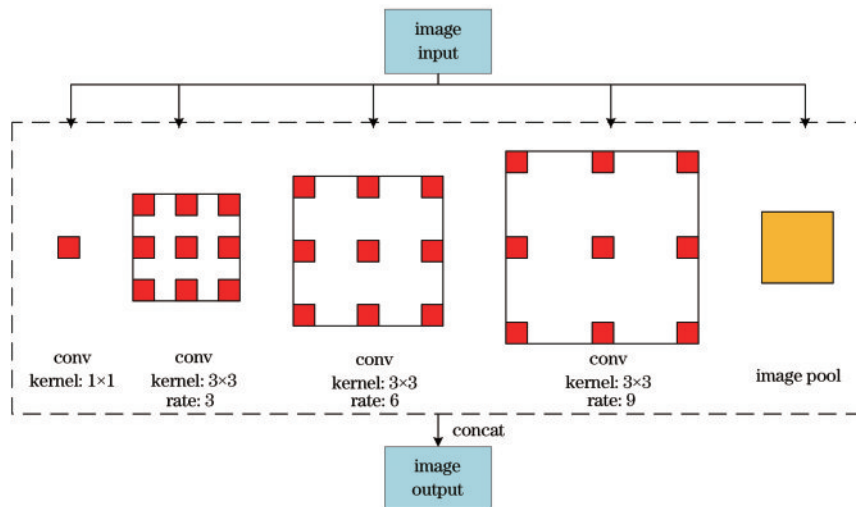 image
input
conv
kernel: 1×1
conv
kernel: 3×3
rate: 3
conv
kernel: 3×3
rate: 6
conv
kernel: 3×3
rate: 9
image pool
concat
image
output